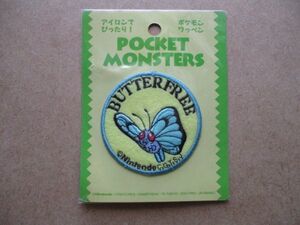 アイロンで
ぴったり！
ポケモン
ワッペン
POCKET
MONSTERS
BUTTERFREE
©Nintendo